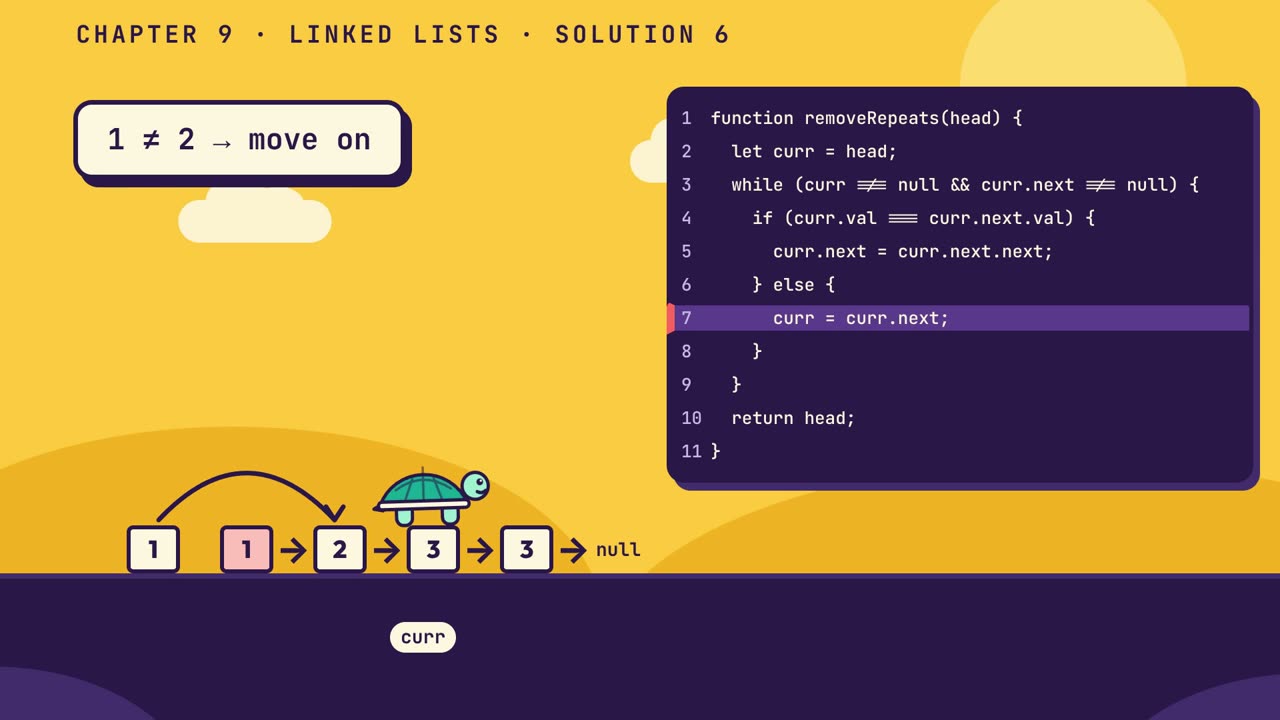 CHAPTER 9 · LINKED LISTS · SOLUTION 6
1 ≠ 2 → move on
1 function removeRepeats(head) {
2 let curr = head;
3 while (curr !== null && curr.next !== null) {
4 if (curr.val === curr.next.val) {
5 curr.next = curr.next.next;
6 } else {
7 curr = curr.next;
8 }
9 }
10 return head;
11 }
1 1 → 2 → 3 → 3 → null
curr